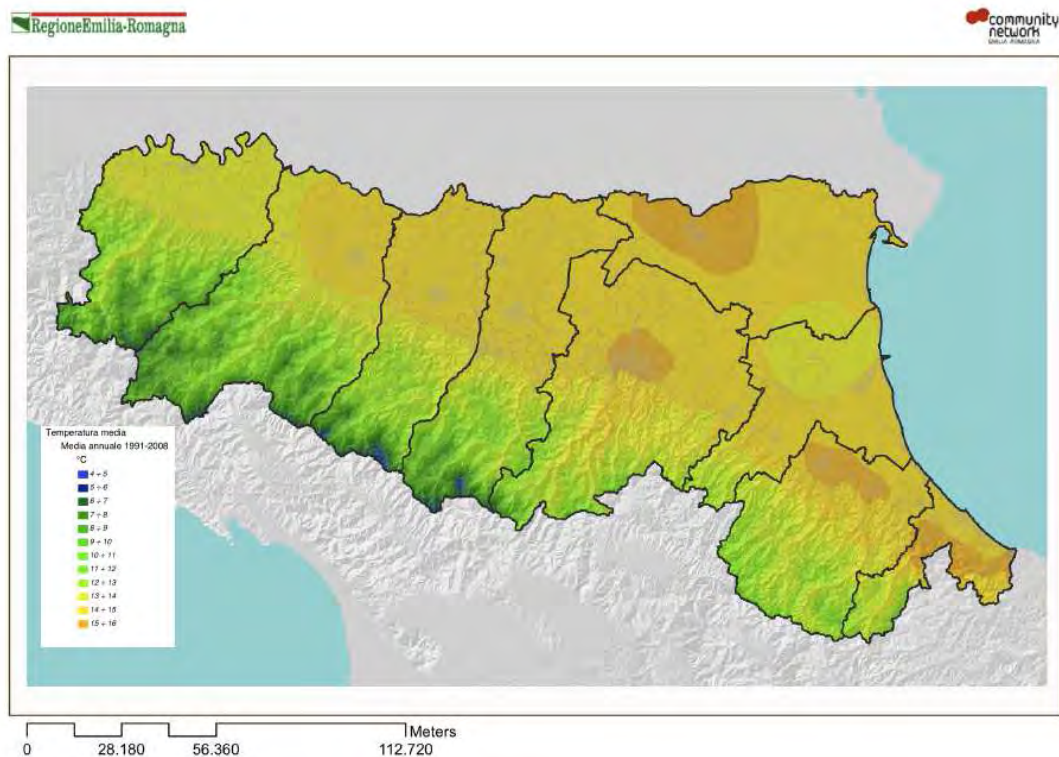 RegioneEmilia-Romagna
community
network
EMILIA-ROMAGNA
Temperatura media
Media annuale 1991-2008
°C
4 ÷ 5
5 ÷ 6
6 ÷ 7
7 ÷ 8
8 ÷ 9
9 ÷ 10
10 ÷ 11
11 ÷ 12
12 ÷ 13
13 ÷ 14
14 ÷ 15
15 ÷ 16
Meters
0 28.180 56.360 112.720